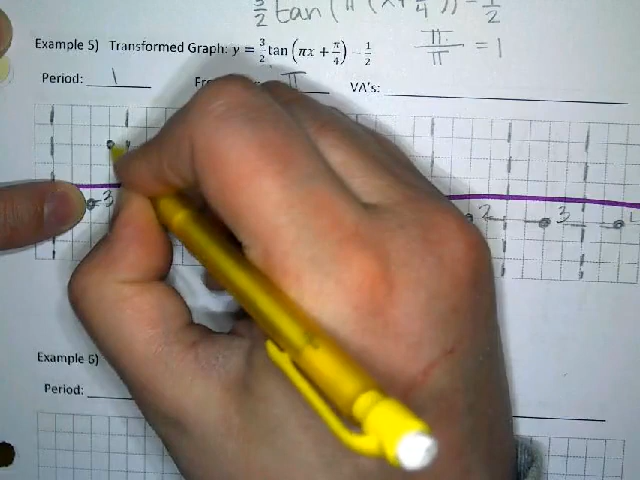 3/2 tan(π(x+ /4)) - 1/2
Example 5) Transformed Graph: y = 3/2 tan (πx + π/4) - 1/2
π/π = 1
Period: 1 π VA's:
3 2 3
Example 6)
Period: